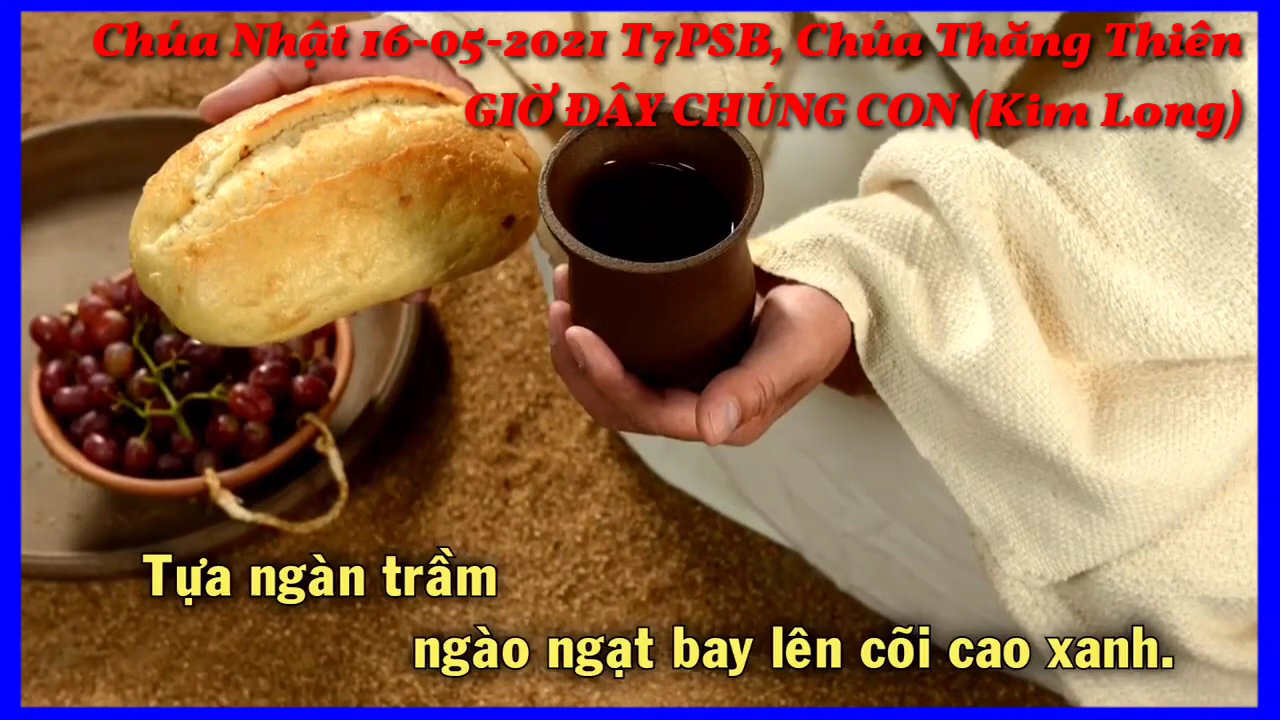 Chúa Nhật 16-05-2021 T7PSB, Chúa Thăng Thiên
GIỜ ĐÂY CHÚNG CON (Kim Long)
Tựa ngàn trầm
ngào ngạt bay lên cõi cao xanh.